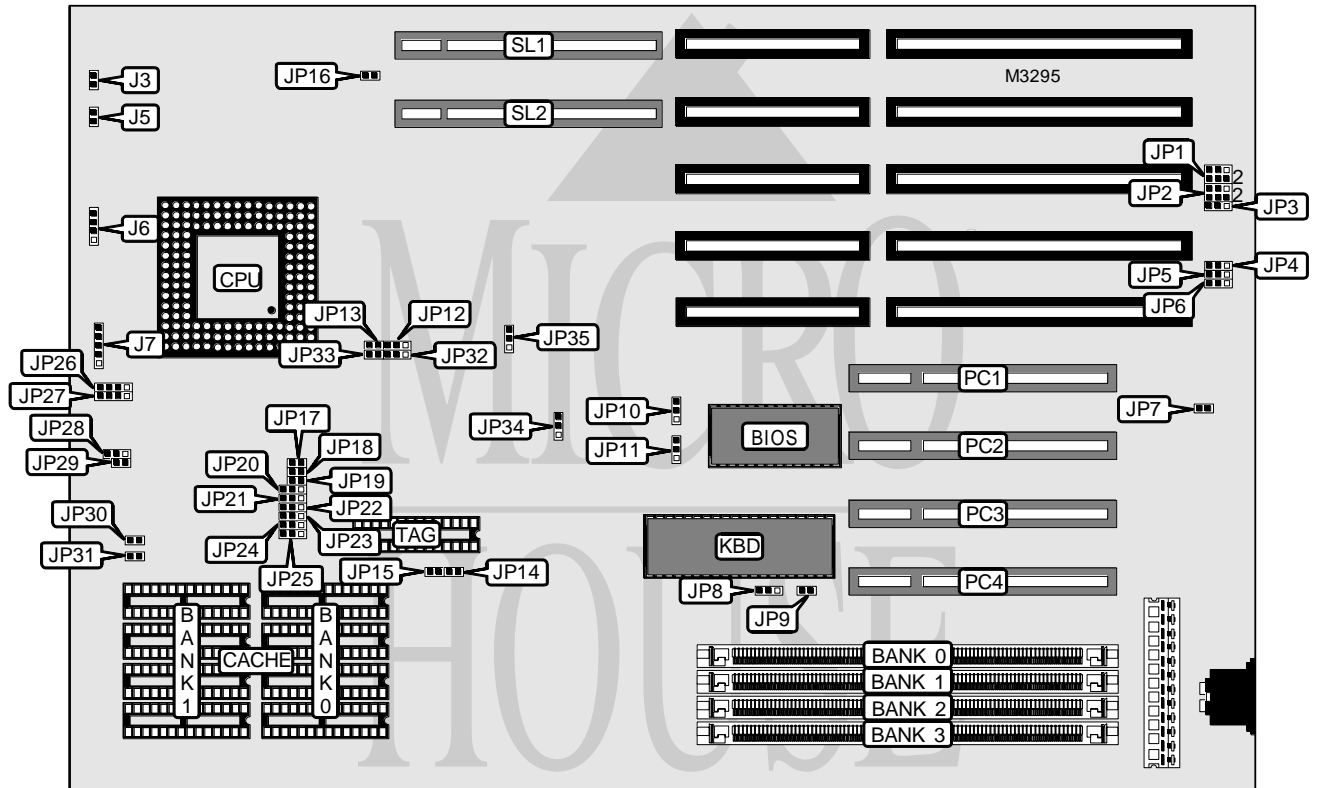 SL1
JP16
J3
M3295
J5
SL2
JP1
2
JP2
2
JP3
J6
CPU
JP4
JP5
JP6
JP13
JP12
JP35
J7
JP33
JP32
JP26
JP27
PC1
JP10
JP7
JP28
JP17
JP34
BIOS
PC2
JP29
JP18
JP11
JP20
JP19
JP21
JP22
PC3
JP30
TAG
KBD
JP24
JP23
JP31
JP25
JP15
JP14
PC4
JP8
JP9
BANK 1
CACHE
BANK 0
BANK 0
BANK 1
BANK 2
BANK 3
MICRO
HOUSE
®